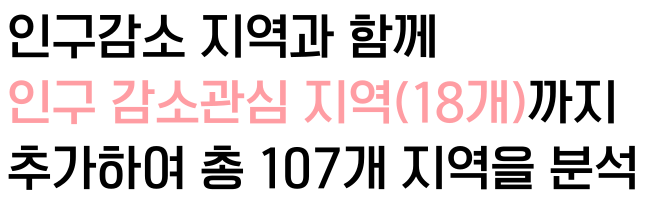 인구감소 지역과 함께
인구 감소관심 지역(18개)까지
추가하여 총 107개 지역을 분석